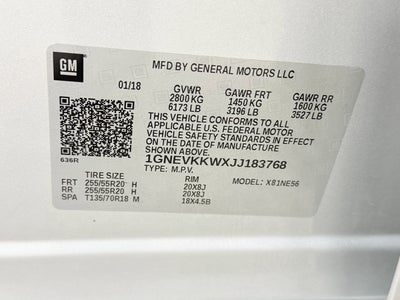 GM
MFD BY GENERAL MOTORS LLC
01/18 GVWR GAWR FRT GAWR RR
2800 KG 1450 KG 1600 KG
6173 LB 3196 LB 3527 LB
THIS VEHICLE CONFORMS TO ALL
APPLICABLE U.S. FEDERAL MOTOR
VEHICLE SAFETY STANDARDS IN EFFECT
ON THE DATE OF MANUFACTURE
SHOWN ABOVE.
636R
1GNEVKKWXJJ183768
TYPE: M.P.V. MODEL: X81NE56
TIRE SIZE RIM
FRT 255/55R20 H 20X8J
RR 255/55R20 H 20X8J
SPA T135/70R18 M 18X4.5B